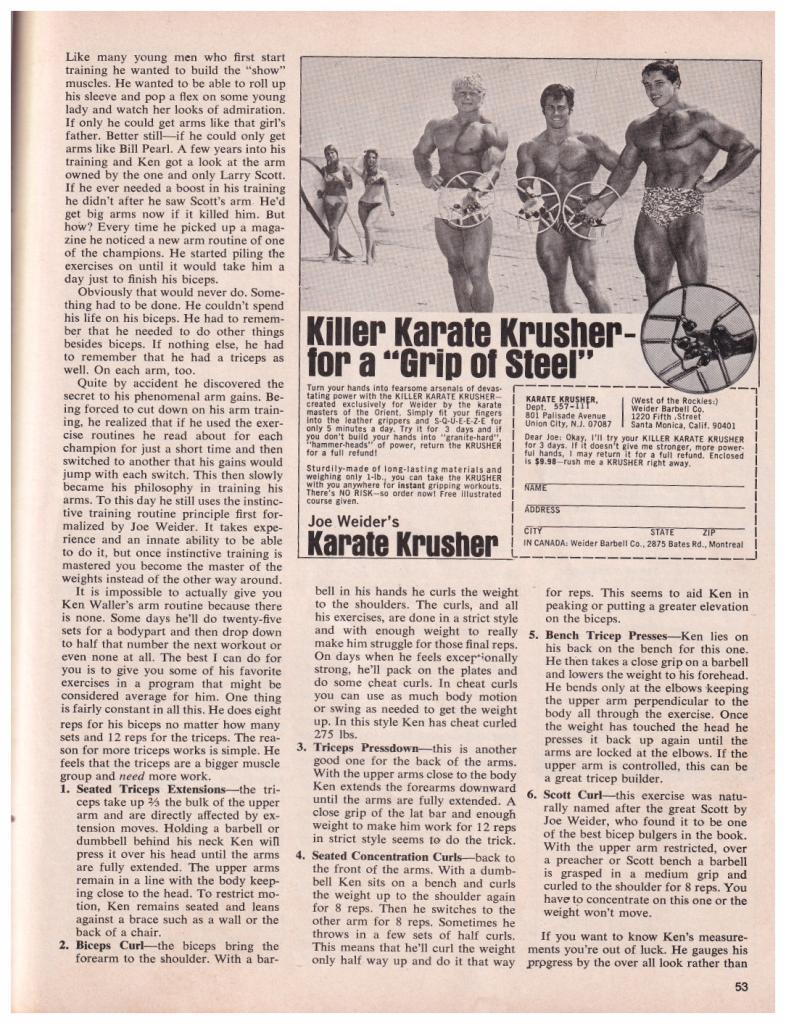 Like many young men who first start
training he wanted to build the "show"
muscles. He wanted to be able to roll up
his sleeve and pop a flex on some young
lady and watch her looks of admiration.
If only he could get arms like that girl's
father. Better still—if he could only get
arms like Bill Pearl. A few years into his
training and Ken got a look at the arm
owned by the one and only Larry Scott.
If he ever needed a boost in his training
he didn't after he saw Scott's arm. He'd
get big arms now if it killed him. But
how? Every time he picked up a maga-
zine he noticed a new arm routine of one
of the champions. He started piling the
exercises on until it would take him a
day just to finish his biceps.
Obviously that would never do. Some-
thing had to be done. He couldn't spend
his life on his biceps. He had to remem-
ber that he needed to do other things
besides biceps. If nothing else, he had
to remember that he had a triceps as
well. On each arm, too.
Quite by accident he discovered the
secret to his phenomenal arm gains. Be-
ing forced to cut down on his arm train-
ing, he realized that if he used the exer-
cise routines he read about for each
champion for just a short time and then
switched to another that his gains would
jump with each switch. This then slowly
became his philosophy in training his
arms. To this day he still uses the instinc-
tive training routine principle first for-
malized by Joe Weider. It takes expe-
rience and an innate ability to be able
to do it, but once instinctive training is
mastered you become the master of the
weights instead of the other way around.
It is impossible to actually give you
Ken Waller's arm routine because there
is none. Some days he'll do twenty-five
sets for a bodypart and then drop down
to half that number the next workout or
even none at all. The best I can do for
you is to give you some of his favorite
exercises in a program that might be
considered average for him. One thing
is fairly constant in all this. He does eight
reps for his biceps no matter how many
sets and 12 reps for the triceps. The rea-
son for more triceps works is simple. He
feels that the triceps are a bigger muscle
group and need more work.
1. Seated Triceps Extensions—the tri-
ceps take up ⅔ the bulk of the upper
arm and are directly affected by ex-
tension moves. Holding a barbell or
dumbbell behind his neck Ken will
press it over his head until the arms
are fully extended. The upper arms
remain in a line with the body keep-
ing close to the head. To restrict mo-
tion, Ken remains seated and leans
against a brace such as a wall or the
back of a chair.
2. Biceps Curl—the biceps bring the
forearm to the shoulder. With a bar-
Killer Karate Krusher-
for a "Grip of Steel"
Turn your hands into fearsome arsenals of devas-
tating power with the KILLER KARATE KRUSHER—
created exclusively for Weider by the karate
masters of the Orient. Simply fit your fingers
into the leather grippers and S-Q-U-E-E-Z-E for
only 5 minutes a day. Try it for 3 days and if
you don't build your hands into "granite-hard",
"hammer-heads" of power, return the KRUSHER
for a full refund!
Sturdily-made of long-lasting materials and
weighing only 1-lb., you can take the KRUSHER
with you anywhere for instant gripping workouts.
There's NO RISK—so order now! Free illustrated
course given.
Joe Weider's
Karate Krusher
KARATE KRUSHER,
Dept. 557-111
801 Palisade Avenue
Union City, N.J. 07087
(West of the Rockies:)
Weider Barbell Co.
1220 Fifth Street
Santa Monica, Calif. 90401
Dear Joe: Okay, I'll try your KILLER KARATE KRUSHER
for 3 days. If it doesn't give me stronger, more power-
ful hands, I may return it for a full refund. Enclosed
is $9.98—rush me a KRUSHER right away.
NAME
ADDRESS
CITY STATE ZIP
IN CANADA: Weider Barbell Co., 2875 Bates Rd., Montreal
bell in his hands he curls the weight
to the shoulders. The curls, and all
his exercises, are done in a strict style
and with enough weight to really
make him struggle for those final reps.
On days when he feels exceptionally
strong, he'll pack on the plates and
do some cheat curls. In cheat curls
you can use as much body motion
or swing as needed to get the weight
up. In this style Ken has cheat curled
275 lbs.
3. Triceps Pressdown—this is another
good one for the back of the arms.
With the upper arms close to the body
Ken extends the forearms downward
until the arms are fully extended. A
close grip of the lat bar and enough
weight to make him work for 12 reps
in strict style seems to do the trick.
4. Seated Concentration Curls—back to
the front of the arms. With a dumb-
bell Ken sits on a bench and curls
the weight up to the shoulder again
for 8 reps. Then he switches to the
other arm for 8 reps. Sometimes he
throws in a few sets of half curls.
This means that he'll curl the weight
only half way up and do it that way
for reps. This seems to aid Ken in
peaking or putting a greater elevation
on the biceps.
5. Bench Tricep Presses—Ken lies on
his back on the bench for this one.
He then takes a close grip on a barbell
and lowers the weight to his forehead.
He bends only at the elbows keeping
the upper arm perpendicular to the
body all through the exercise. Once
the weight has touched the head he
presses it back up again until the
arms are locked at the elbows. If the
upper arm is controlled, this can be
a great tricep builder.
6. Scott Curl—this exercise was natu-
rally named after the great Scott by
Joe Weider, who found it to be one
of the best bicep bulgers in the book.
With the upper arm restricted, over
a preacher or Scott bench a barbell
is grasped in a medium grip and
curled to the shoulder for 8 reps. You
have to concentrate on this one or the
weight won't move.
If you want to know Ken's measure-
ments you're out of luck. He gauges his
progress by the over all look rather than
53